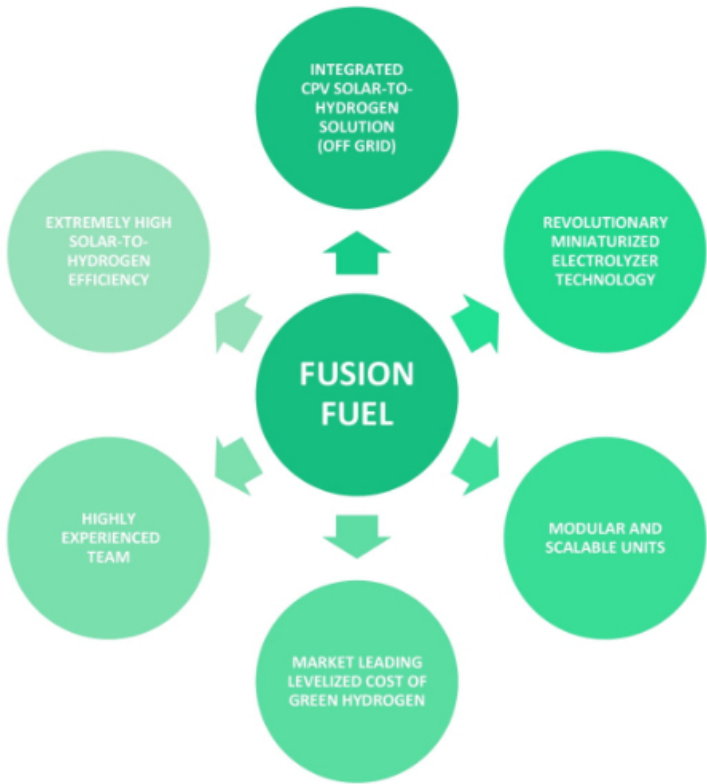 INTEGRATED
CPV SOLAR-TO-
HYDROGEN
SOLUTION
(OFF GRID)
REVOLUTIONARY
MINIATURIZED
ELECTROLYZER
TECHNOLOGY
MODULAR AND
SCALABLE UNITS
MARKET LEADING
LEVELIZED COST OF
GREEN HYDROGEN
HIGHLY
EXPERIENCED
TEAM
EXTREMELY HIGH
SOLAR-TO-
HYDROGEN
EFFICIENCY
FUSION
FUEL